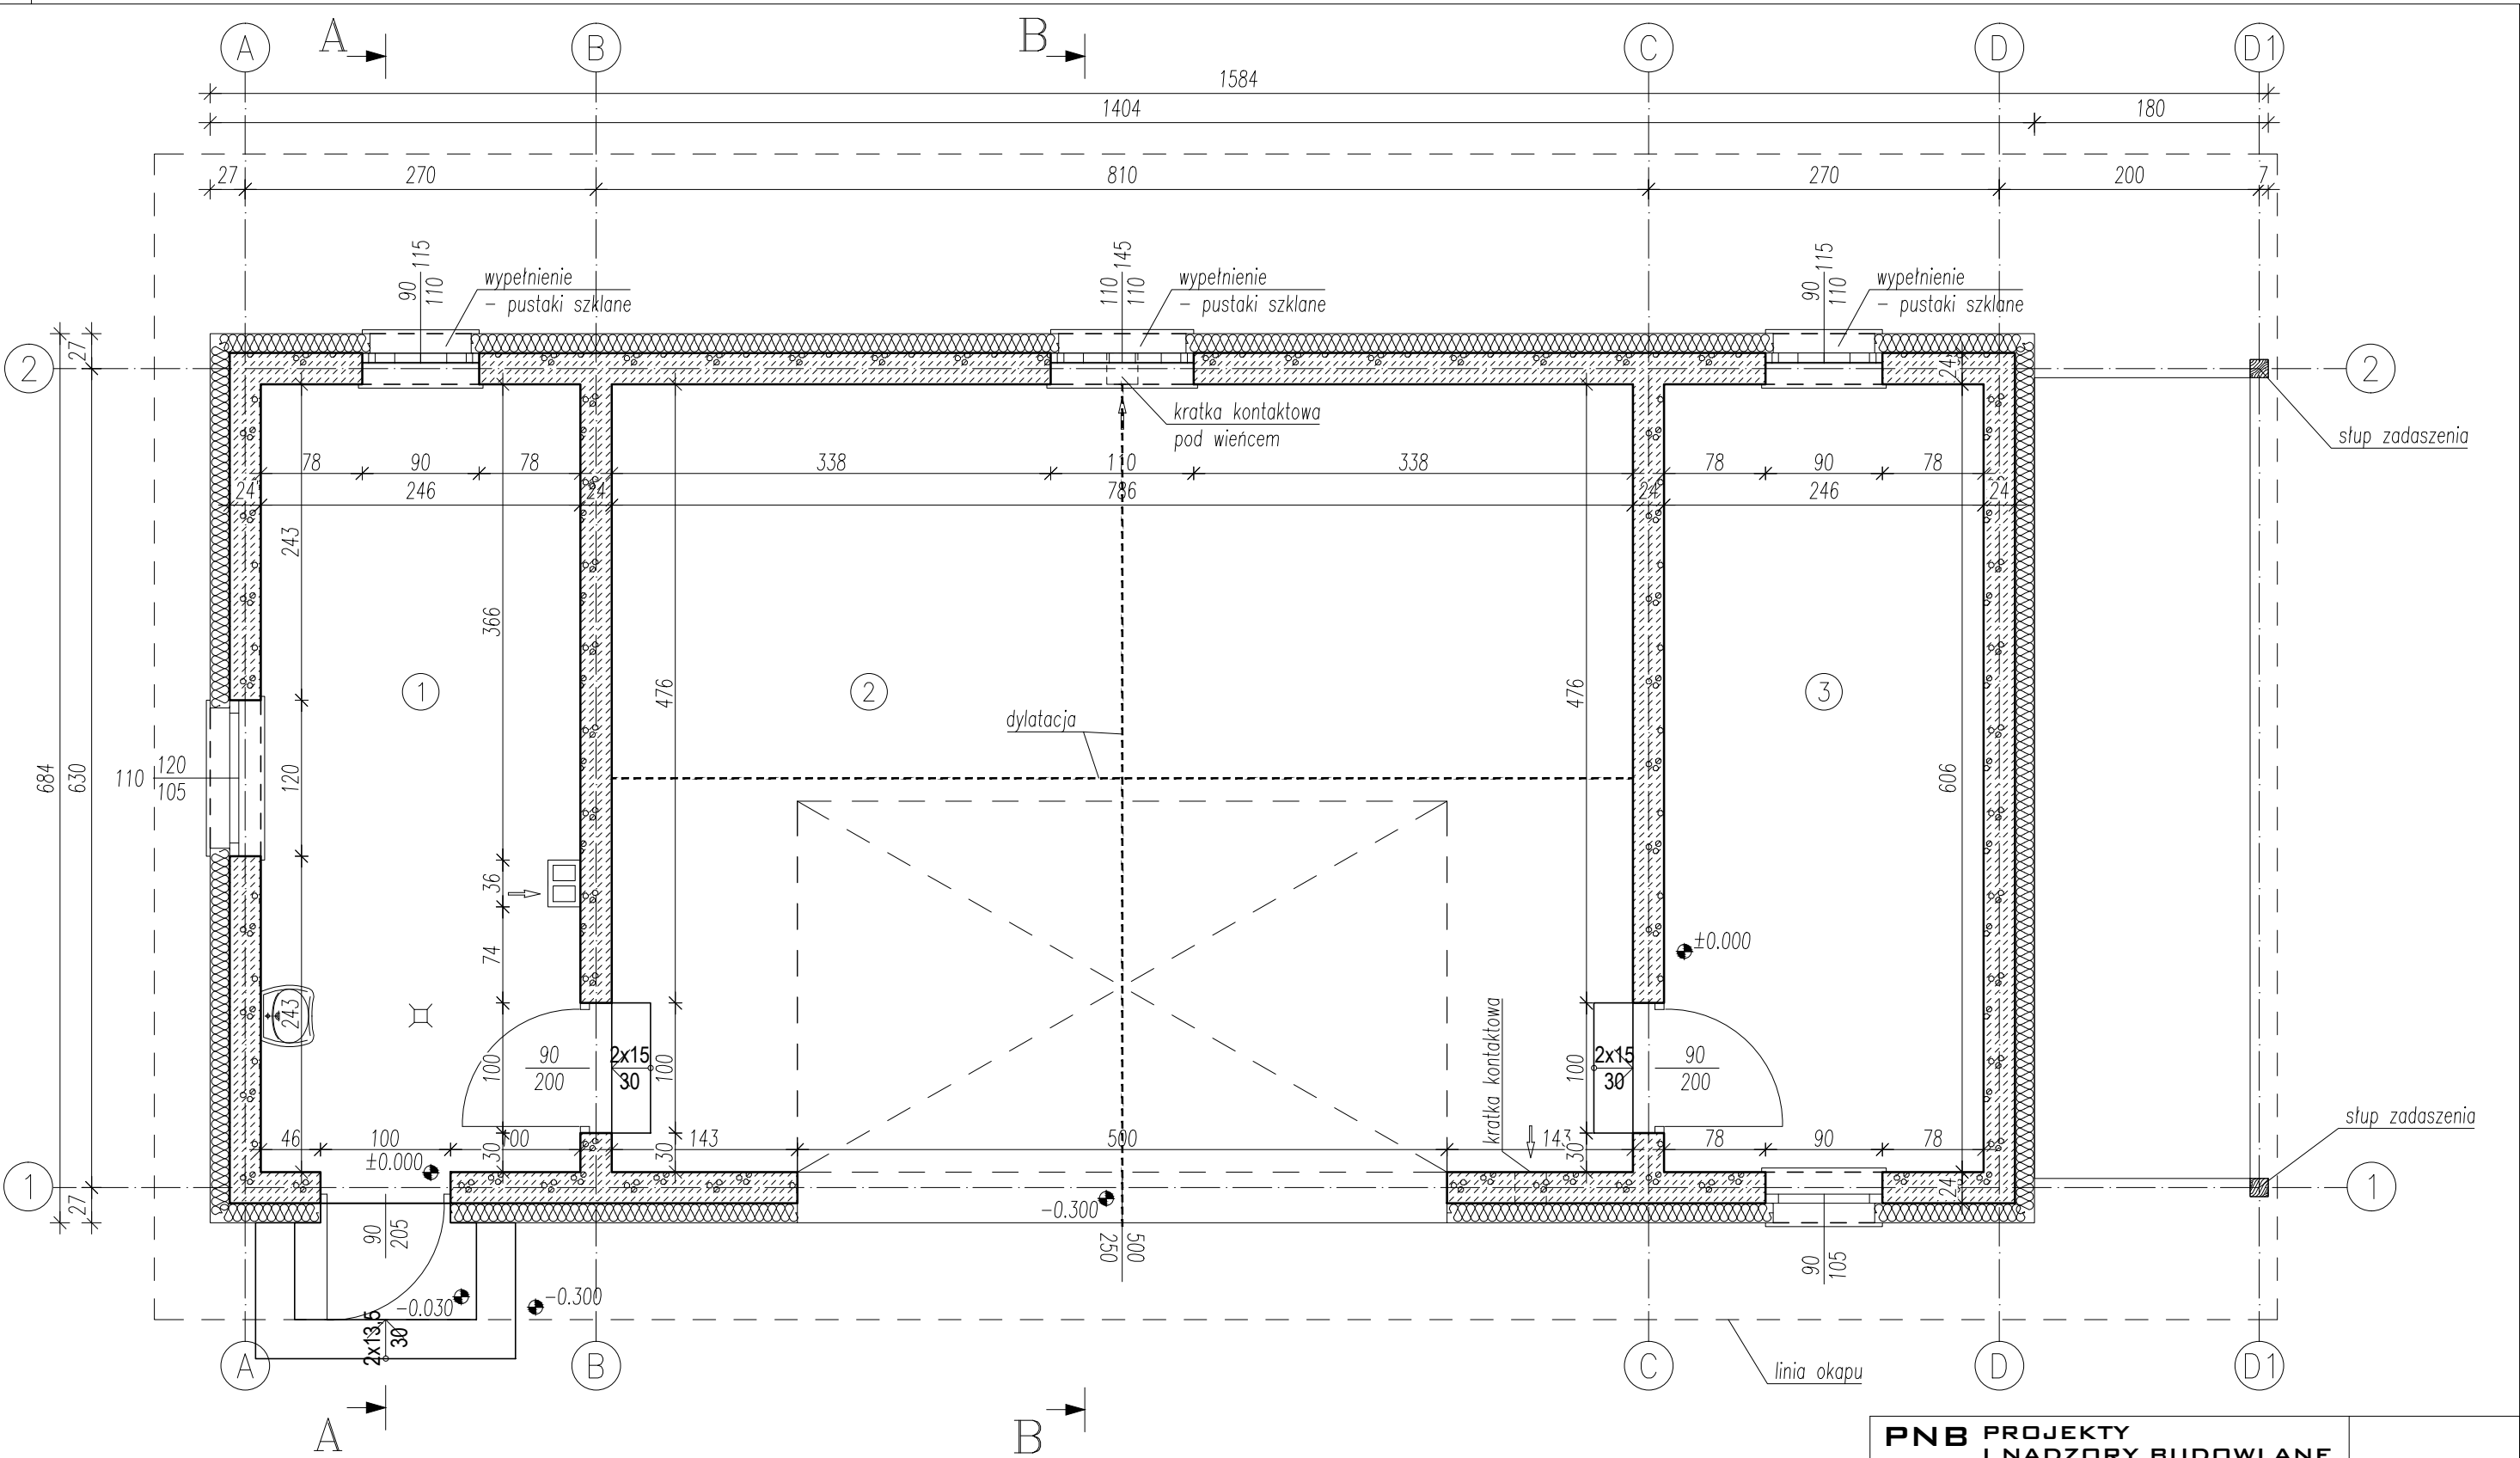 A
A
B
B
C
D
D1
1584
1404
180
27
270
810
270
200
7
90
110
115
wypełnienie
- pustaki szklane
110
110
145
wypełnienie
- pustaki szklane
90
110
115
wypełnienie
- pustaki szklane
27
2
24
2
kratka kontaktowa
pod wieńcem
słup zadaszenia
78
90
78
338
110
338
78
90
78
24
246
24
786
24
246
24
243
366
476
476
606
1
2
3
dylatacja
684
630
110
120
105
120
36
74
±0.000
243
kratka kontaktowa
100
90
200
2x15
30
100
100
2x15
30
90
200
słup zadaszenia
46
100
100
30
30
143
500
143
30
78
90
78
±0.000
1
24
1
27
-0.300
90
205
250
500
90
105
-0.030
-0.300
2x13,5
30
A
B
C
D
D1
linia okapu
A
B
PNB PROJEKTY
I NADZORY BUDOWLANE